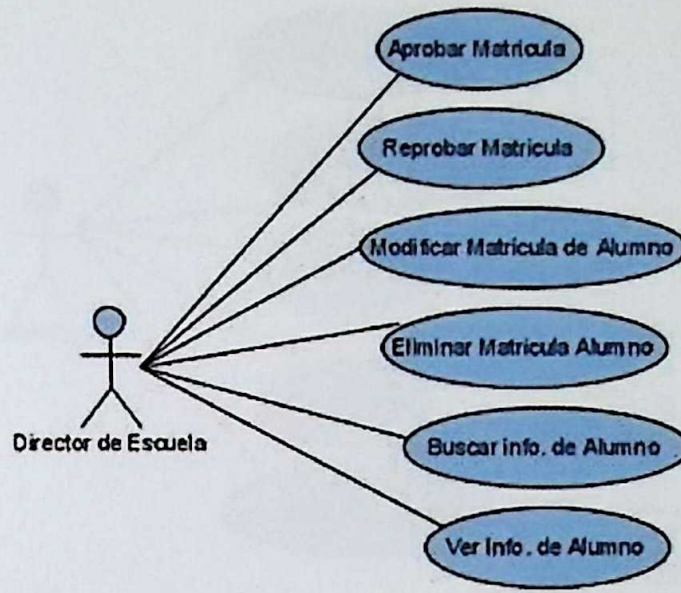 Aprobar Matricula
Reprobar Matricula
Modificar Matricula de Alumno
Eliminar Matricula Alumno
Director de Escuela
Buscar info. de Alumno
Ver Info. de Alumno